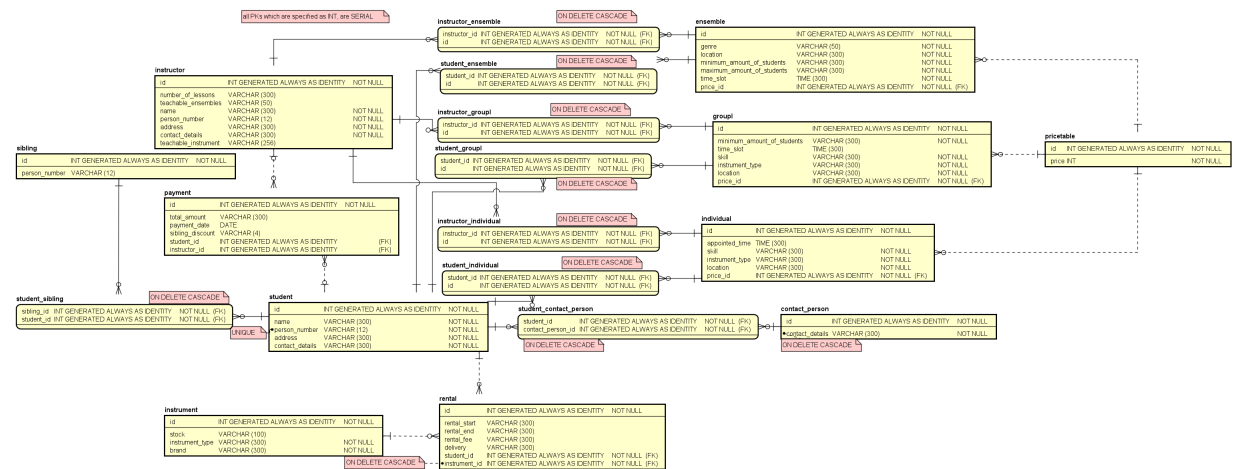 all PKs which are specified as INT, are SERIAL
instructor_ensemble
ON DELETE CASCADE
instructor_id INT GENERATED ALWAYS AS IDENTITY NOT NULL (FK)
id INT GENERATED ALWAYS AS IDENTITY NOT NULL (FK)
ensemble
id INT GENERATED ALWAYS AS IDENTITY NOT NULL
genre VARCHAR (50)
location VARCHAR (300)
minimum_amount_of_students VARCHAR (300)
maximum_amount_of_students VARCHAR (300)
time_slot TIME (300)
price_id INT GENERATED ALWAYS AS IDENTITY NOT NULL (FK)
student_ensemble
ON DELETE CASCADE
student_id INT GENERATED ALWAYS AS IDENTITY NOT NULL (FK)
id INT GENERATED ALWAYS AS IDENTITY NOT NULL (FK)
instructor
id INT GENERATED ALWAYS AS IDENTITY NOT NULL
number_of_lessons VARCHAR (300)
teachable_ensembles VARCHAR (50)
name VARCHAR (300) NOT NULL
person_number VARCHAR (12) NOT NULL
address VARCHAR (300) NOT NULL
contact_details VARCHAR (300) NOT NULL
teachable_instrument VARCHAR (256)
instructor_groupl
ON DELETE CASCADE
instructor_id INT GENERATED ALWAYS AS IDENTITY NOT NULL (FK)
id INT GENERATED ALWAYS AS IDENTITY NOT NULL (FK)
groupl
id INT GENERATED ALWAYS AS IDENTITY NOT NULL
minimum_amount_of_students VARCHAR (300) NOT NULL
time_slot TIME (300)
skill VARCHAR (300) NOT NULL
instrument_type VARCHAR (300) NOT NULL
location VARCHAR (300) NOT NULL
price_id INT GENERATED ALWAYS AS IDENTITY NOT NULL (FK)
pricetable
id INT GENERATED ALWAYS AS IDENTITY NOT NULL
price INT NOT NULL
student_groupl
student_id INT GENERATED ALWAYS AS IDENTITY NOT NULL (FK)
id INT GENERATED ALWAYS AS IDENTITY NOT NULL (FK)
ON DELETE CASCADE
sibling
id INT GENERATED ALWAYS AS IDENTITY NOT NULL
person_number VARCHAR (12)
payment
id INT GENERATED ALWAYS AS IDENTITY NOT NULL
total_amount VARCHAR (300)
payment_date DATE
sibling_discount VARCHAR (4)
student_id INT GENERATED ALWAYS AS IDENTITY (FK)
instructor_id INT GENERATED ALWAYS AS IDENTITY (FK)
instructor_individual
ON DELETE CASCADE
instructor_id INT GENERATED ALWAYS AS IDENTITY NOT NULL (FK)
id INT GENERATED ALWAYS AS IDENTITY NOT NULL (FK)
individual
id INT GENERATED ALWAYS AS IDENTITY NOT NULL
appointed_time TIME (300)
skill VARCHAR (300) NOT NULL
instrument_type VARCHAR (300) NOT NULL
location VARCHAR (300) NOT NULL
price_id INT GENERATED ALWAYS AS IDENTITY NOT NULL (FK)
student_individual
ON DELETE CASCADE
student_id INT GENERATED ALWAYS AS IDENTITY NOT NULL (FK)
id INT GENERATED ALWAYS AS IDENTITY NOT NULL (FK)
student_sibling
ON DELETE CASCADE
sibling_id INT GENERATED ALWAYS AS IDENTITY NOT NULL (FK)
student_id INT GENERATED ALWAYS AS IDENTITY NOT NULL (FK)
UNIQUE
student
id INT GENERATED ALWAYS AS IDENTITY NOT NULL
name VARCHAR (300) NOT NULL
person_number VARCHAR (12) NOT NULL
address VARCHAR (300) NOT NULL
contact_details VARCHAR (300) NOT NULL
student_contact_person
student_id INT GENERATED ALWAYS AS IDENTITY NOT NULL (FK)
contact_person_id INT GENERATED ALWAYS AS IDENTITY NOT NULL (FK)
ON DELETE CASCADE
contact_person
id INT GENERATED ALWAYS AS IDENTITY NOT NULL
contact_details VARCHAR (300) NOT NULL
ON DELETE CASCADE
instrument
id INT GENERATED ALWAYS AS IDENTITY NOT NULL
stock VARCHAR (100)
instrument_type VARCHAR (300) NOT NULL
brand VARCHAR (300) NOT NULL
ON DELETE CASCADE
rental
id INT GENERATED ALWAYS AS IDENTITY NOT NULL
rental_start VARCHAR (300)
rental_end VARCHAR (300)
rental_fee VARCHAR (300)
delivery VARCHAR (300)
student_id INT GENERATED ALWAYS AS IDENTITY NOT NULL (FK)
instrument_id INT GENERATED ALWAYS AS IDENTITY NOT NULL (FK)